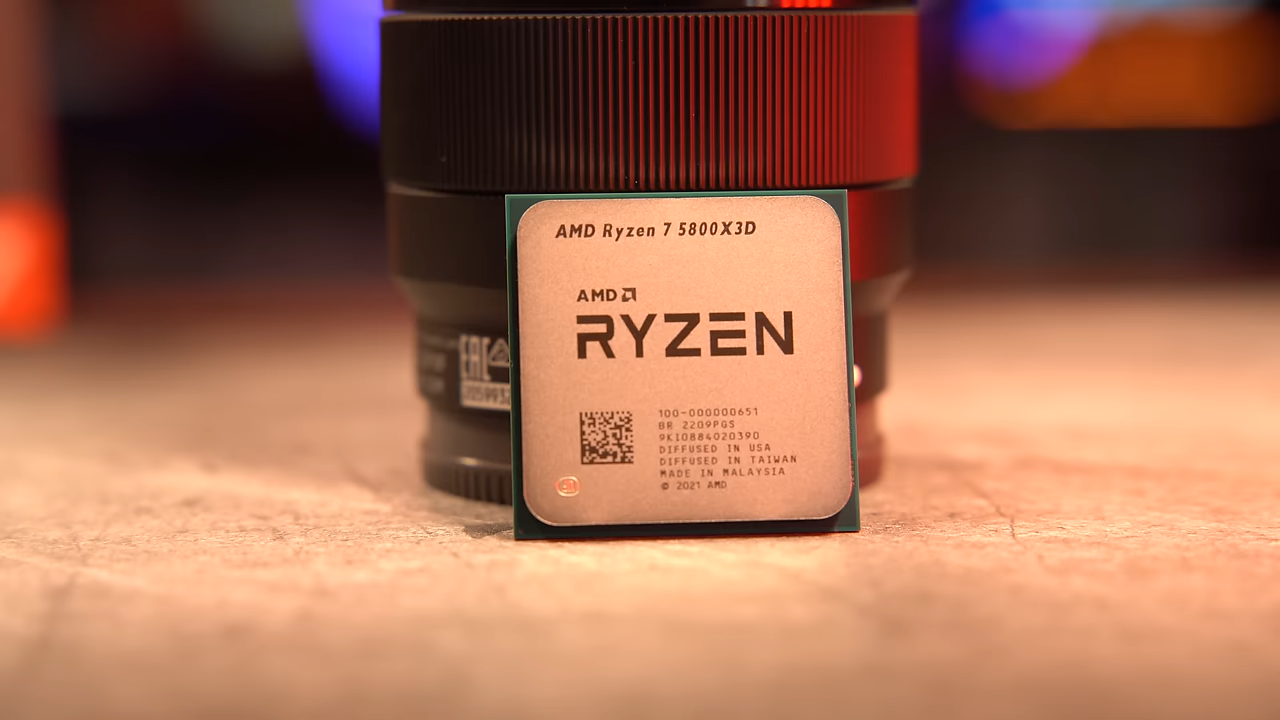 AMD Ryzen 7 5800X3D
AMD
RYZEN
100-000000651
BR 2209PGS
9KI0884020390
DIFFUSED IN USA
DIFFUSED IN TAIWAN
MADE IN MALAYSIA
© 2021 AMD
EAC